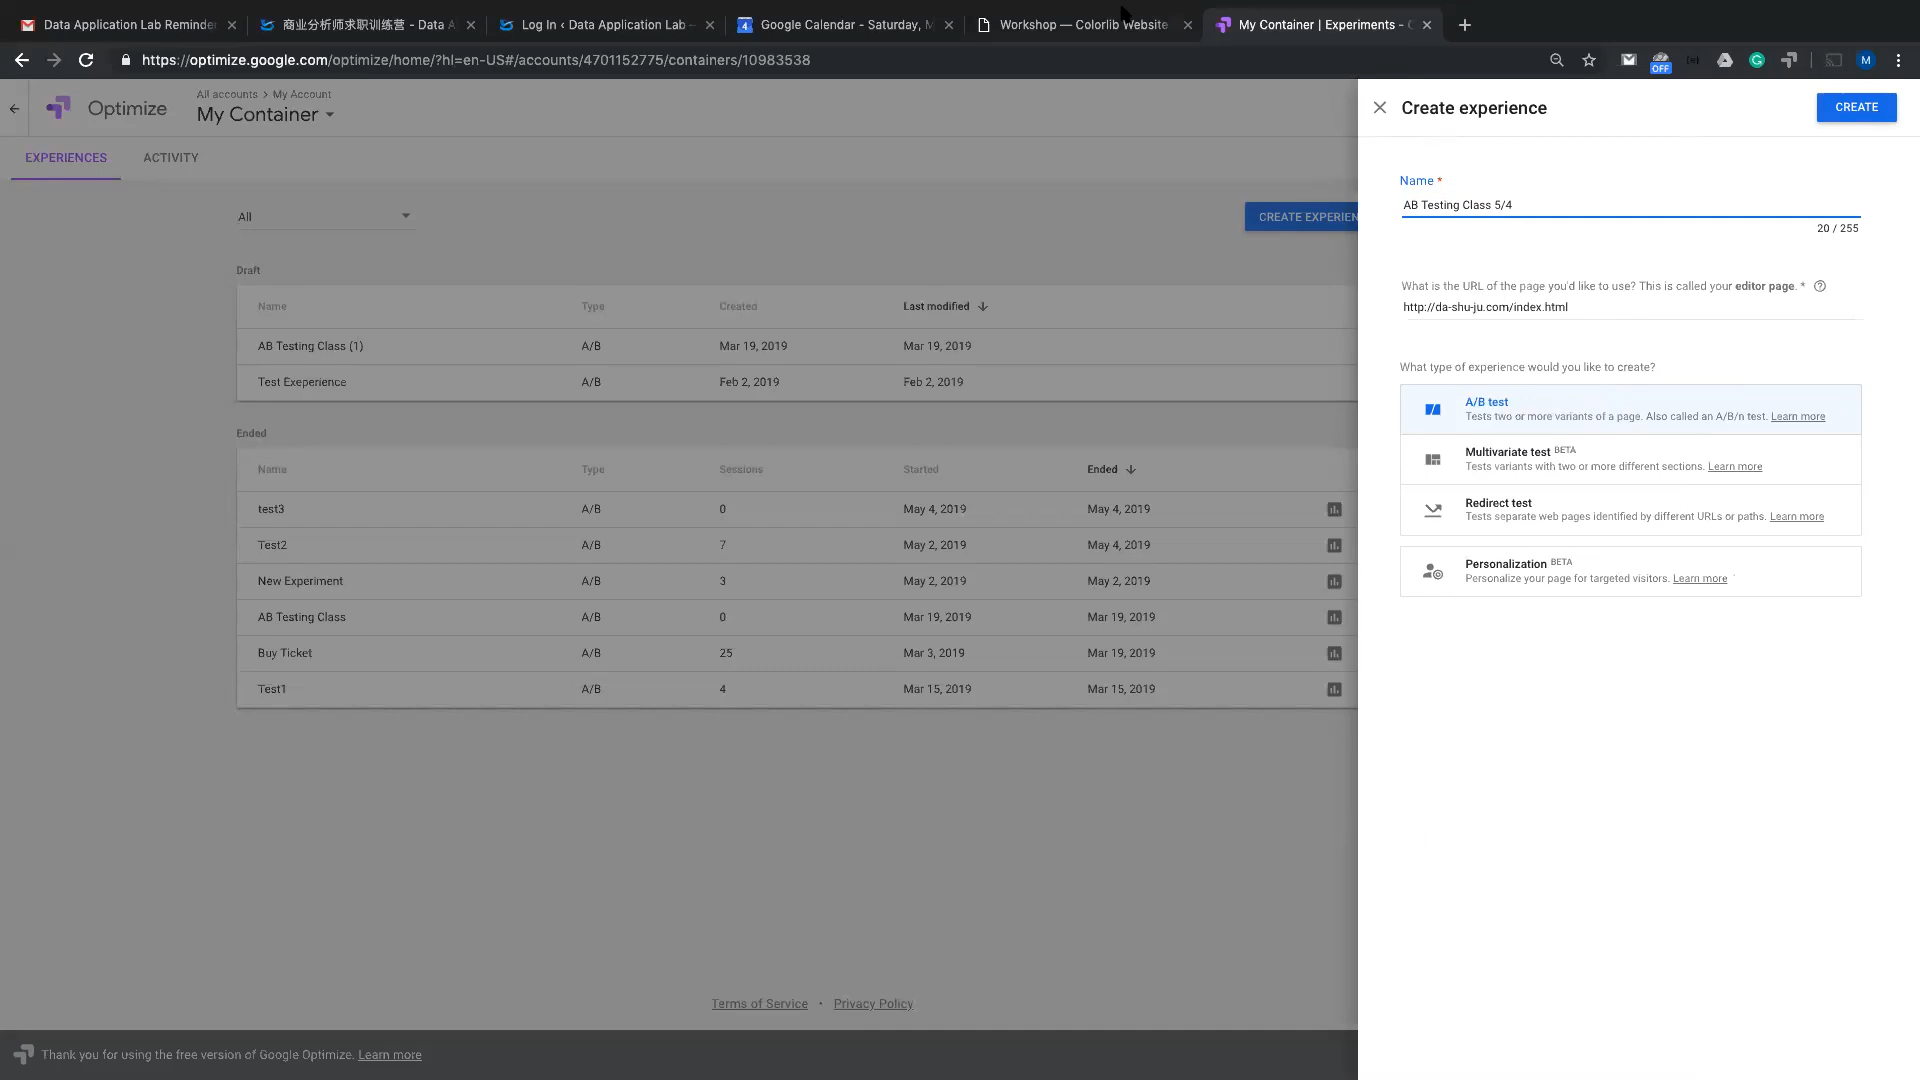 Data Application Lab Reminde
商业分析师求职训练营 - Data A
Log In ‹ Data Application Lab –
Google Calendar - Saturday, M
Workshop — Colorlib Website
My Container | Experiments -
https://optimize.google.com/optimize/home/?hl=en-US#/accounts/4701152775/containers/10983538
OFF
M
Optimize
All accounts > My Account
My Container
EXPERIENCES
ACTIVITY
All
CREATE EXPERIEN
Draft
Name Type Created Last modified
AB Testing Class (1) A/B Mar 19, 2019 Mar 19, 2019
Test Exeperience A/B Feb 2, 2019 Feb 2, 2019
Ended
Name Type Sessions Started Ended
test3 A/B 0 May 4, 2019 May 4, 2019
Test2 A/B 7 May 2, 2019 May 4, 2019
New Experiment A/B 3 May 2, 2019 May 2, 2019
AB Testing Class A/B 0 Mar 19, 2019 Mar 19, 2019
Buy Ticket A/B 25 Mar 3, 2019 Mar 19, 2019
Test1 A/B 4 Mar 15, 2019 Mar 15, 2019
Terms of Service • Privacy Policy
Thank you for using the free version of Google Optimize. Learn more
Create experience
CREATE
Name *
AB Testing Class 5/4
20 / 255
What is the URL of the page you'd like to use? This is called your editor page. *
http://da-shu-ju.com/index.html
What type of experience would you like to create?
A/B test
Tests two or more variants of a page. Also called an A/B/n test. Learn more
Multivariate test BETA
Tests variants with two or more different sections. Learn more
Redirect test
Tests separate web pages identified by different URLs or paths. Learn more
Personalization BETA
Personalize your page for targeted visitors. Learn more